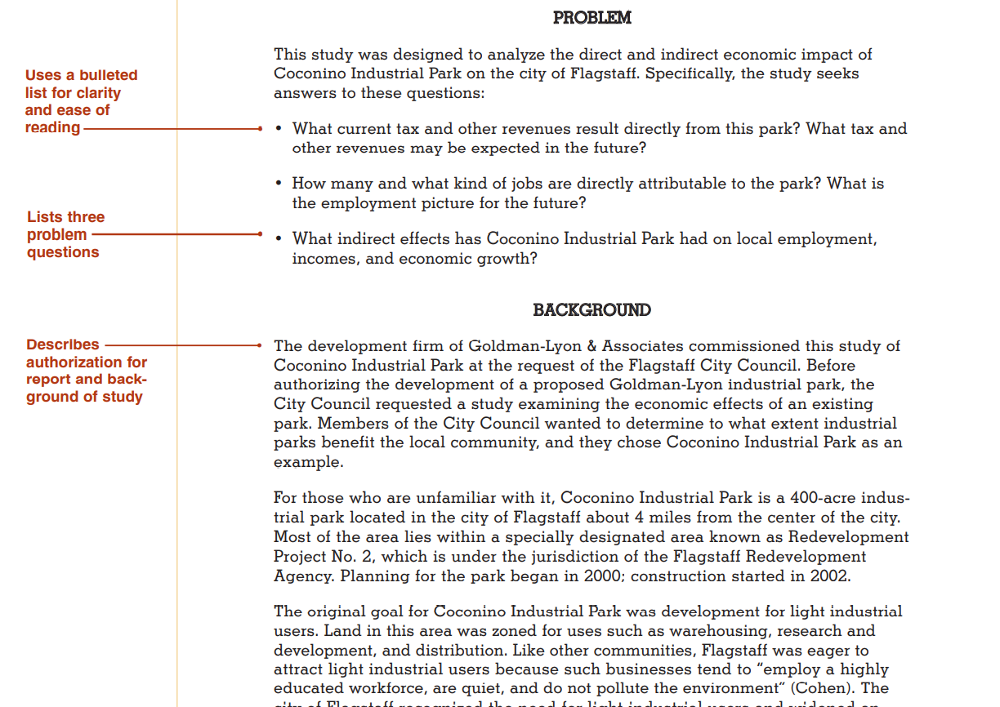 PROBLEM
This study was designed to analyze the direct and indirect economic impact of
Coconino Industrial Park on the city of Flagstaff. Specifically, the study seeks
answers to these questions:
Uses a bulleted
list for clarity
and ease of
reading
• What current tax and other revenues result directly from this park? What tax and
other revenues may be expected in the future?
• How many and what kind of jobs are directly attributable to the park? What is
the employment picture for the future?
Lists three
problem
questions
• What indirect effects has Coconino Industrial Park had on local employment,
incomes, and economic growth?
BACKGROUND
Describes
authorization for
report and back-
ground of study
The development firm of Goldman-Lyon & Associates commissioned this study of
Coconino Industrial Park at the request of the Flagstaff City Council. Before
authorizing the development of a proposed Goldman-Lyon industrial park, the
City Council requested a study examining the economic effects of an existing
park. Members of the City Council wanted to determine to what extent industrial
parks benefit the local community, and they chose Coconino Industrial Park as an
example.
For those who are unfamiliar with it, Coconino Industrial Park is a 400-acre indus-
trial park located in the city of Flagstaff about 4 miles from the center of the city.
Most of the area lies within a specially designated area known as Redevelopment
Project No. 2, which is under the jurisdiction of the Flagstaff Redevelopment
Agency. Planning for the park began in 2000; construction started in 2002.
The original goal for Coconino Industrial Park was development for light industrial
users. Land in this area was zoned for uses such as warehousing, research and
development, and distribution. Like other communities, Flagstaff was eager to
attract light industrial users because such businesses tend to “employ a highly
educated workforce, are quiet, and do not pollute the environment” (Cohen). The
city of Flagstaff recognized the need for light industrial users and widened an